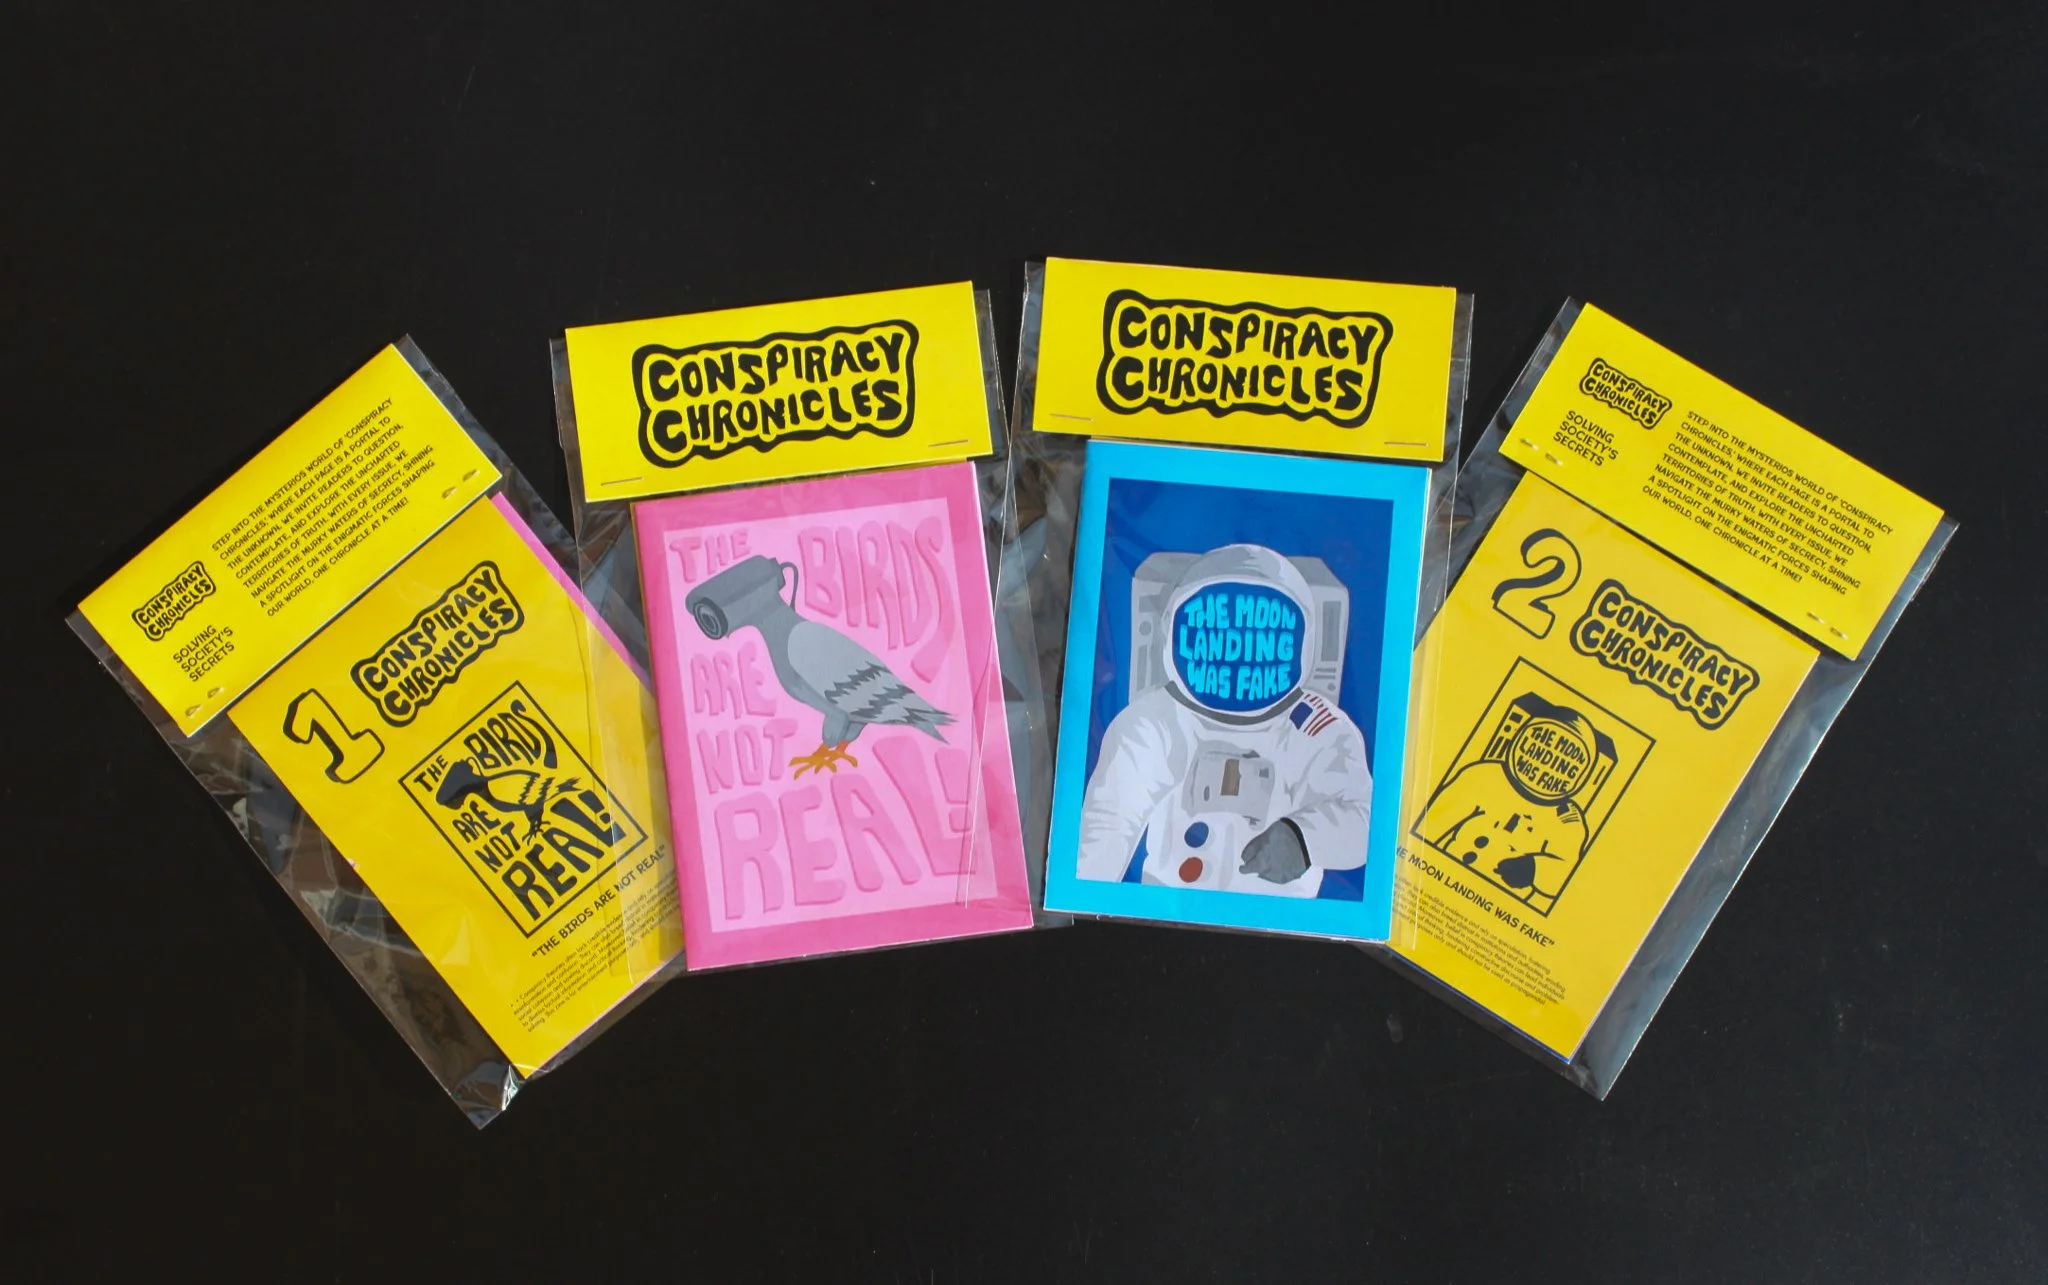 CONSPIRACY
CHRONICLES
SOLVING
SOCIETY'S
SECRETS
STEP INTO THE MYSTERIOS WORLD OF 'CONSPIRACY
CHRONICLES,' WHERE EACH PAGE IS A PORTAL TO
THE UNKNOWN. WE INVITE READERS TO QUESTION,
CONTEMPLATE, AND EXPLORE THE UNCHARTED
TERRITORIES OF TRUTH. WITH EVERY ISSUE, WE
NAVIGATE THE MURKY WATERS OF SECRECY, SHINING
A SPOTLIGHT ON THE ENIGMATIC FORCES SHAPING
OUR WORLD, ONE CHRONICLE AT A TIME!
1
CONSPIRACY
CHRONICLES
THE BIRDS
ARE
NOT
REAL!
"THE BIRDS ARE NOT REAL"
CONSPIRACY
CHRONICLES
THE BIRDS
ARE
NOT
REAL!
CONSPIRACY
CHRONICLES
THE MOON
LANDING
WAS FAKE
CONSPIRACY
CHRONICLES
SOLVING
SOCIETY'S
SECRETS
STEP INTO THE MYSTERIOS WORLD OF 'CONSPIRACY
CHRONICLES,' WHERE EACH PAGE IS A PORTAL TO
THE UNKNOWN. WE INVITE READERS TO QUESTION,
CONTEMPLATE, AND EXPLORE THE UNCHARTED
TERRITORIES OF TRUTH. WITH EVERY ISSUE, WE
NAVIGATE THE MURKY WATERS OF SECRECY, SHINING
A SPOTLIGHT ON THE ENIGMATIC FORCES SHAPING
OUR WORLD, ONE CHRONICLE AT A TIME!
2
CONSPIRACY
CHRONICLES
THE MOON
LANDING
WAS FAKE
MOON LANDING WAS FAKE"